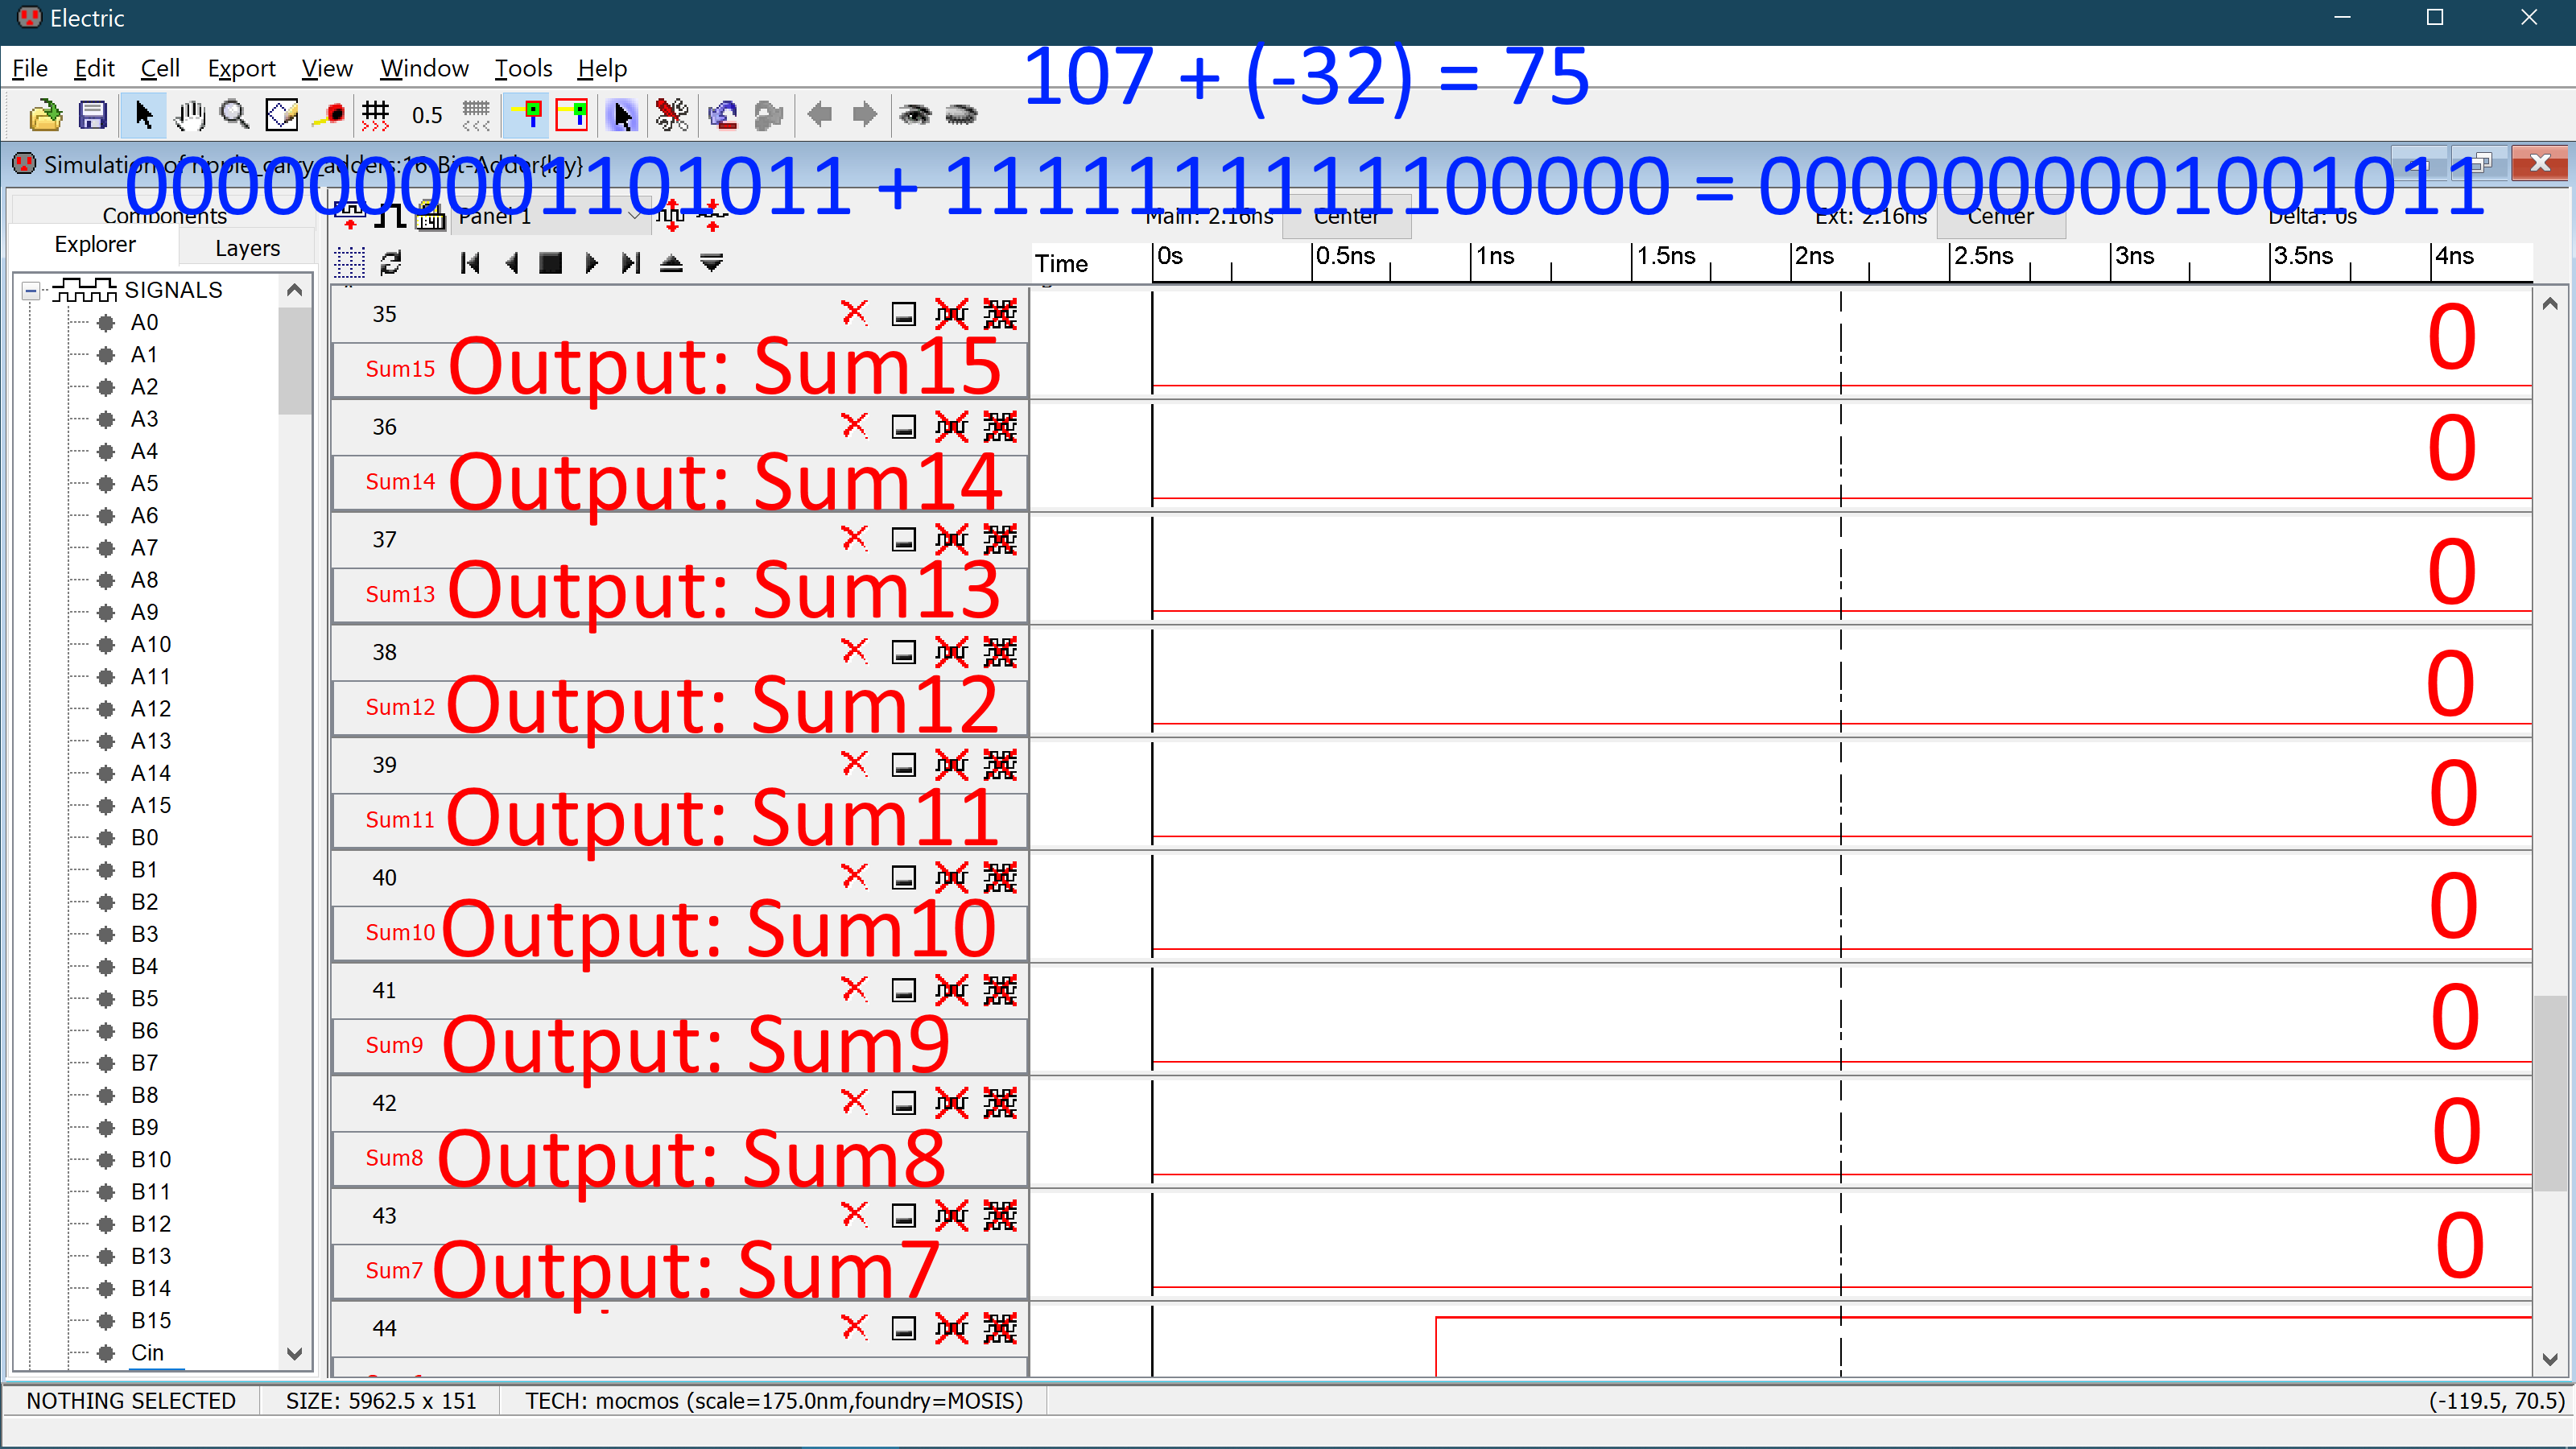 Electric
File Edit Cell Export View Window Tools Help
107 + (-32) = 75
0.5
Simulation of ripple_carry_adders:16-Bit-Adder{lay}
0000000001101011 + 1111111111100000 = 0000000001001011
Components
Explorer
Layers
Panel 1
Main: 2.16ns
Center
Ext: 2.16ns
Center
Delta: 0s
Time
0s 0.5ns 1ns 1.5ns 2ns 2.5ns 3ns 3.5ns 4ns
SIGNALS
A0
A1
A2
A3
A4
A5
A6
A7
A8
A9
A10
A11
A12
A13
A14
A15
B0
B1
B2
B3
B4
B5
B6
B7
B8
B9
B10
B11
B12
B13
B14
B15
Cin
35
Sum15 Output: Sum15 0
36
Sum14 Output: Sum14 0
37
Sum13 Output: Sum13 0
38
Sum12 Output: Sum12 0
39
Sum11 Output: Sum11 0
40
Sum10 Output: Sum10 0
41
Sum9 Output: Sum9 0
42
Sum8 Output: Sum8 0
43
Sum7 Output: Sum7 0
44
NOTHING SELECTED
SIZE: 5962.5 x 151
TECH: mocmos (scale=175.0nm,foundry=MOSIS)
(-119.5, 70.5)